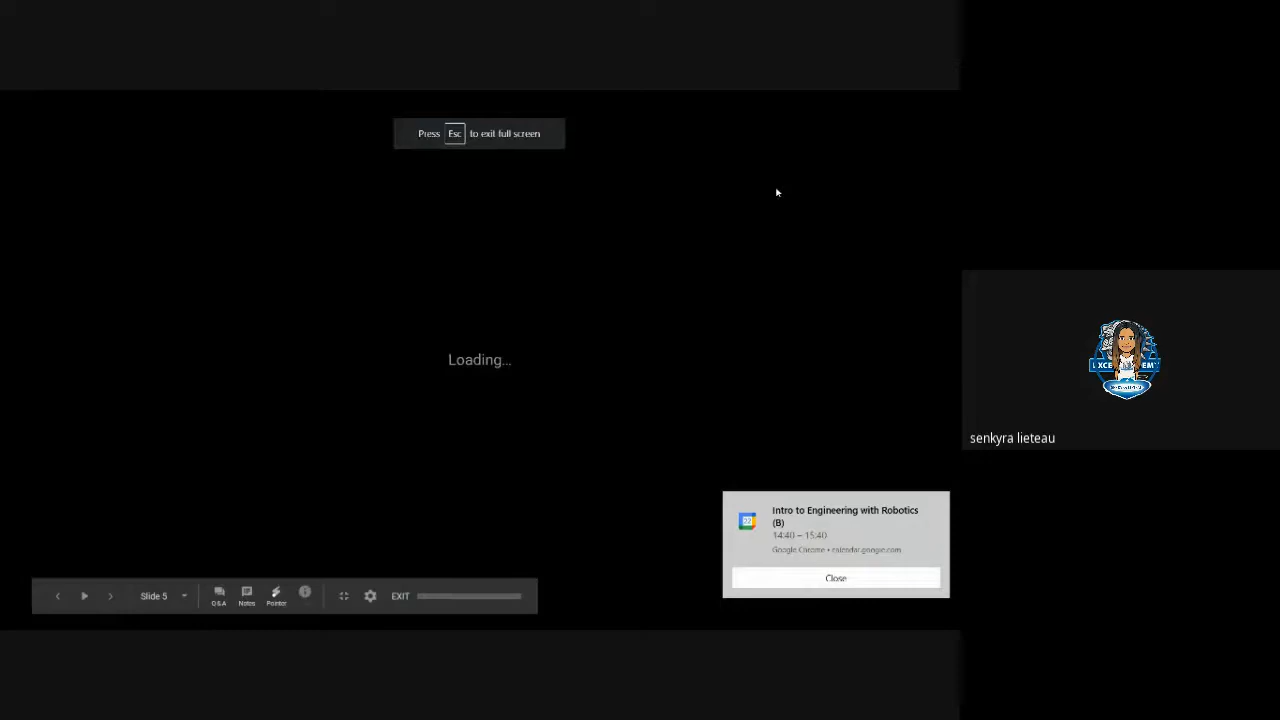 Press Esc to exit full screen
Loading...
senkyra lieteau
Intro to Engineering with Robotics
(B)
14:40 – 15:40
Google Chrome • calendar.google.com
Close
Slide 5
Q&A
Notes
Pointer
EXIT